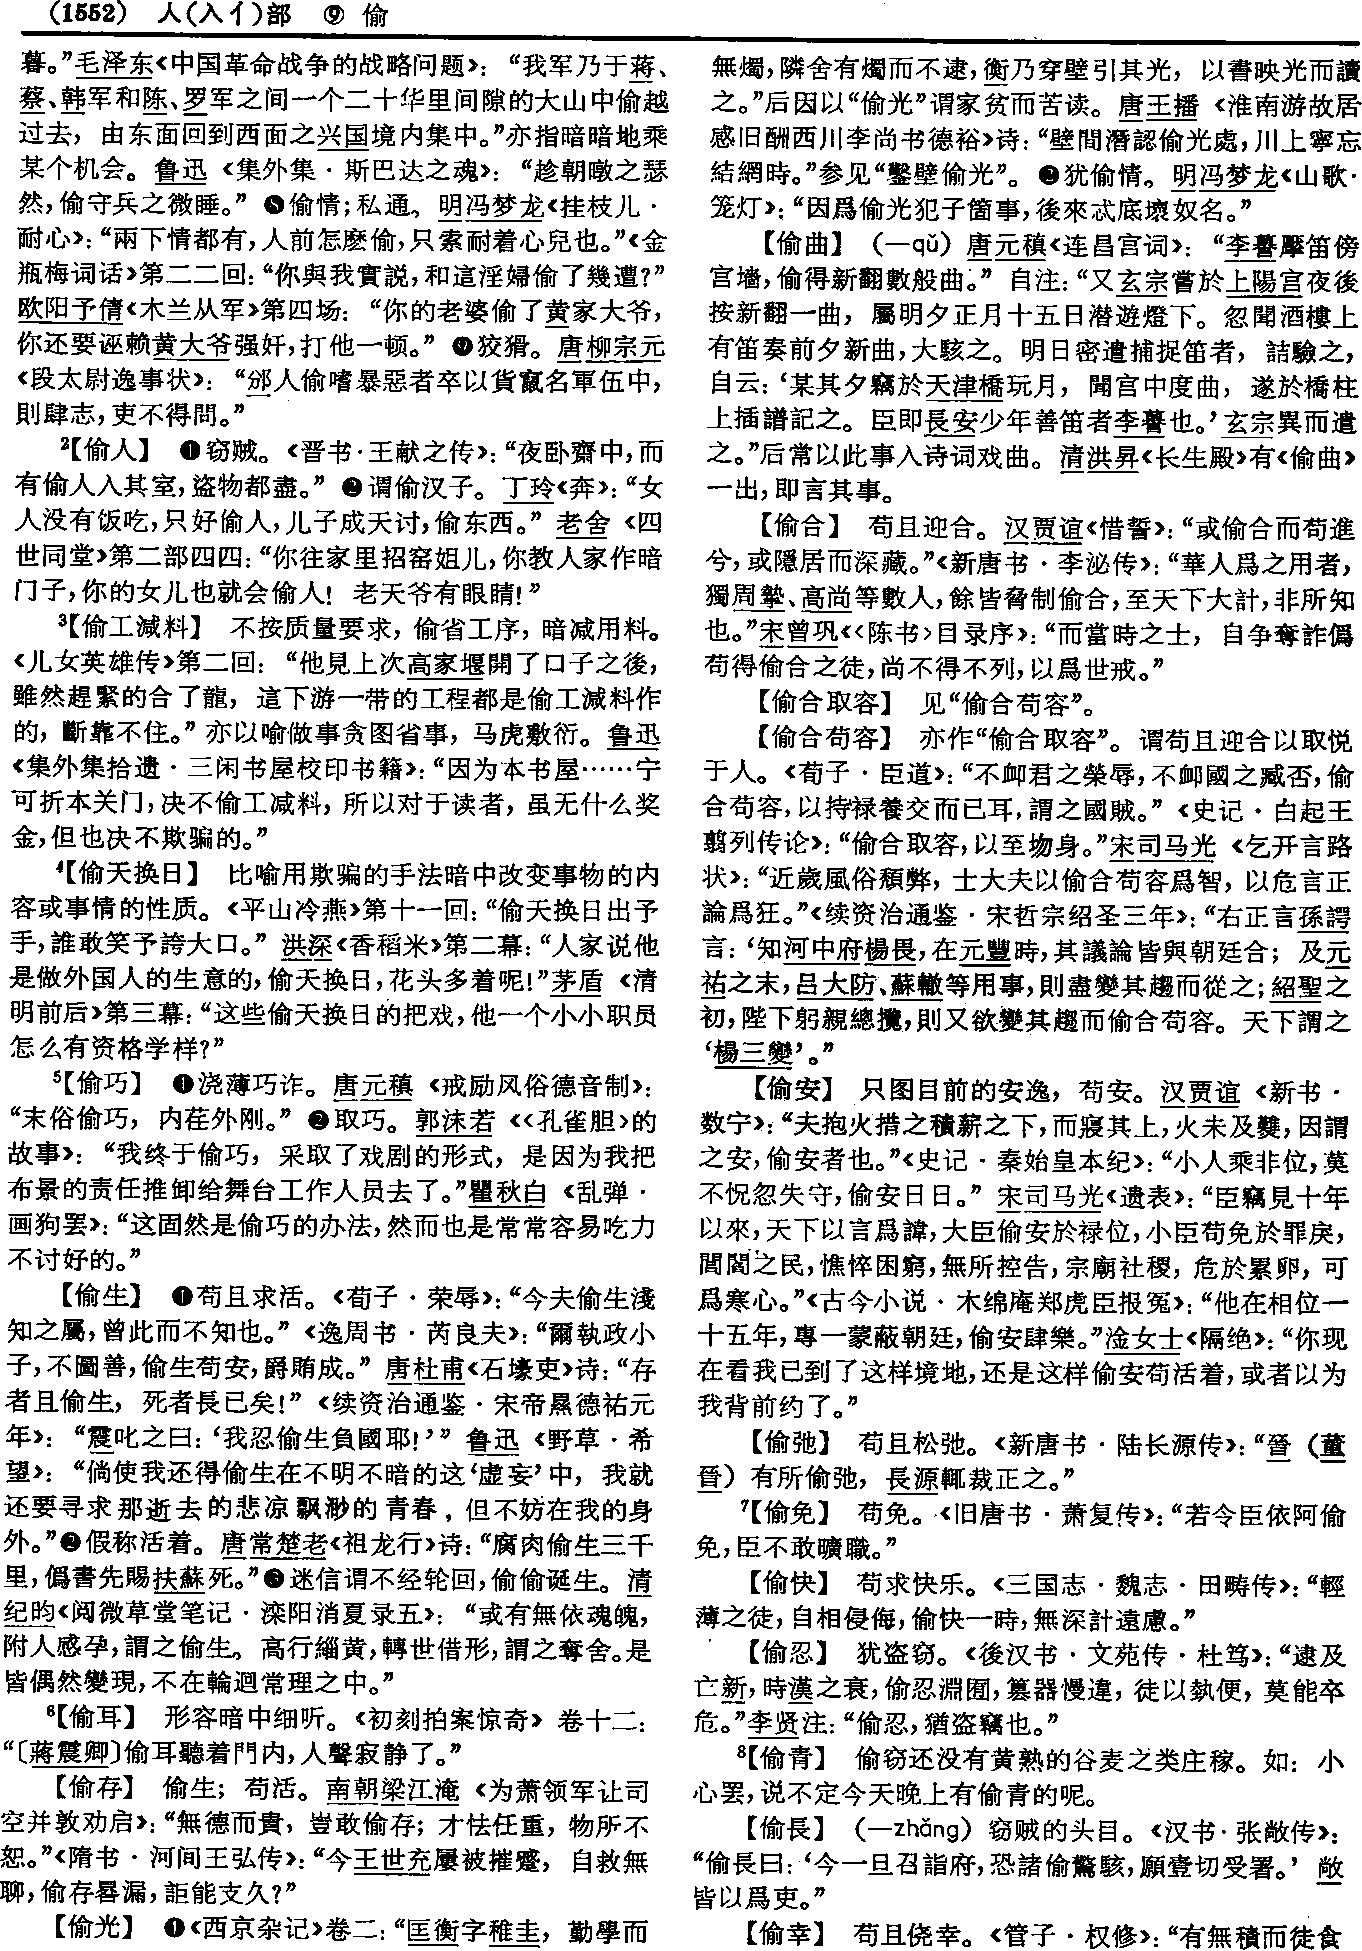 (1552) 人(入亻)部 ⑨ 偷
暮。”毛泽东《中国革命战争的战略问题》：“我军乃于蒋、
蔡、韩军和陈、罗军之间一个二十华里间隙的大山中偷越
过去，由东面回到西面之兴国境内集中。”亦指暗暗地乘
某个机会。鲁迅《集外集·斯巴达之魂》：“趁朝暾之瑟
然，偷守兵之微睡。”❽偷情；私通。明冯梦龙《挂枝儿·
耐心》：“兩下情都有，人前怎麽偷，只索耐着心兒也。”《金
瓶梅词话》第二二回：“你與我實説，和這淫婦偷了幾遭？”
欧阳予倩《木兰从军》第四场：“你的老婆偷了黄家大爷，
你还要诬赖黄大爷强奸，打他一顿。”❾狡猾。唐柳宗元
《段太尉逸事状》：“邠人偷嗜暴惡者卒以貨竄名軍伍中，
則肆志，吏不得問。”
²【偷人】 ❶窃贼。《晋书·王献之传》：“夜卧齋中，而
有偷人入其室，盗物都盡。”❷谓偷汉子。丁玲《奔》：“女
人没有饭吃，只好偷人，儿子成天讨，偷东西。”老舍《四
世同堂》第二部四四：“你往家里招窑姐儿，你教人家作暗
门子，你的女儿也就会偷人！老天爷有眼睛！”
³【偷工減料】 不按质量要求，偷省工序，暗减用料。
《儿女英雄传》第二回：“他見上次高家堰開了口子之後，
雖然趕緊的合了龍，這下游一带的工程都是偷工減料作
的，斷靠不住。”亦以喻做事贪图省事，马虎敷衍。鲁迅
《集外集拾遗·三闲书屋校印书籍》：“因为本书屋……宁
可折本关门，决不偷工减料，所以对于读者，虽无什么奖
金，但也决不欺骗的。”
⁴【偷天换日】 比喻用欺骗的手法暗中改变事物的内
容或事情的性质。《平山冷燕》第十一回：“偷天换日出予
手，誰敢笑予誇大口。”洪深《香稻米》第二幕：“人家说他
是做外国人的生意的，偷天换日，花头多着呢！”茅盾《清
明前后》第三幕：“这些偷天换日的把戏，他一个小小职员
怎么有资格学样？”
⁵【偷巧】 ❶浇薄巧诈。唐元稹《戒励风俗德音制》：
“末俗偷巧，内荏外刚。”❷取巧。郭沫若《〈孔雀胆〉的
故事》：“我终于偷巧，采取了戏剧的形式，是因为我把
布景的责任推卸给舞台工作人员去了。”瞿秋白《乱弹·
画狗罢》：“这固然是偷巧的办法，然而也是常常容易吃力
不讨好的。”
【偷生】 ❶苟且求活。《荀子·荣辱》：“今夫偷生淺
知之屬，曾此而不知也。”《逸周书·芮良夫》：“爾執政小
子，不圖善，偷生苟安，爵賄成。”唐杜甫《石壕吏》诗：“存
者且偷生，死者長已矣！”《续资治通鉴·宋帝㬎德祐元
年》：“震叱之曰：‘我忍偷生負國耶！’”鲁迅《野草·希
望》：“倘使我还得偷生在不明不暗的这‘虚妄’中，我就
还要寻求那逝去的悲凉飘渺的青春，但不妨在我的身
外。”❷假称活着。唐常楚老《祖龙行》诗：“腐肉偷生三千
里，僞書先賜扶蘇死。”❸迷信谓不经轮回，偷偷诞生。清
纪昀《阅微草堂笔记·滦阳消夏录五》：“或有無依魂魄，
附人感孕，謂之偷生。高行緇黄，轉世借形，謂之奪舍。是
皆偶然變現，不在輪迴常理之中。”
⁶【偷耳】 形容暗中细听。《初刻拍案惊奇》卷十二：
“〔蔣震卿〕偷耳聽着門内，人聲寂静了。”
【偷存】 偷生；苟活。南朝梁江淹《为萧领军让司
空并敦劝启》：“無德而貴，豈敢偷存；才怯任重，物所不
恕。”《隋书·河间王弘传》：“今王世充屢被摧蹙，自救無
聊，偷存晷漏，詎能支久？”
【偷光】 ❶《西京杂记》卷二：“匡衡字稚圭，勤學而
無燭，隣舍有燭而不逮，衡乃穿壁引其光，以書映光而讀
之。”后因以“偷光”谓家贫而苦读。唐王播《淮南游故居
感旧酬西川李尚书德裕》诗：“壁間潛認偷光處，川上寧忘
結網時。”参见“鑿壁偷光”。❷犹偷情。明冯梦龙《山歌·
笼灯》：“因爲偷光犯子箇事，後來忒底壞奴名。”
【偷曲】 （—qǔ）唐元稹《连昌宫词》：“李謩擪笛傍
宫墻，偷得新翻數般曲。”自注：“又玄宗嘗於上陽宫夜後
按新翻一曲，屬明夕正月十五日潜遊燈下。忽聞酒樓上
有笛奏前夕新曲，大駭之。明日密遣捕捉笛者，詰驗之，
自云：‘某其夕竊於天津橋玩月，聞宫中度曲，遂於橋柱
上插譜記之。臣即長安少年善笛者李謩也。’玄宗異而遣
之。”后常以此事入诗词戏曲。清洪昇《长生殿》有《偷曲》
一出，即言其事。
【偷合】 苟且迎合。汉贾谊《惜誓》：“或偷合而苟進
兮，或隱居而深藏。”《新唐书·李泌传》：“華人爲之用者，
獨周摯、高尚等數人，餘皆脅制偷合，至天下大計，非所知
也。”宋曾巩《〈陈书〉目录序》：“而當時之士，自争奪詐僞
苟得偷合之徒，尚不得不列，以爲世戒。”
【偷合取容】 见“偷合苟容”。
【偷合苟容】 亦作“偷合取容”。谓苟且迎合以取悦
于人。《荀子·臣道》：“不卹君之榮辱，不卹國之臧否，偷
合苟容，以持禄養交而已耳，謂之國賊。”《史记·白起王
翦列传论》：“偷合取容，以至圽身。”宋司马光《乞开言路
状》：“近歲風俗頹弊，士大夫以偷合苟容爲智，以危言正
論爲狂。”《续资治通鉴·宋哲宗绍圣三年》：“右正言孫諤
言：‘知河中府楊畏，在元豐時，其議論皆與朝廷合；及元
祐之末，吕大防、蘇轍等用事，則盡變其趨而從之；紹聖之
初，陛下躬親總攬，則又欲變其趨而偷合苟容。天下謂之
‘楊三變’。”
【偷安】 只图目前的安逸，苟安。汉贾谊《新书·
数宁》：“夫抱火措之積薪之下，而寢其上，火未及㸐，因謂
之安，偷安者也。”《史记·秦始皇本纪》：“小人乘非位，莫
不怳忽失守，偷安日日。”宋司马光《遗表》：“臣竊見十年
以來，天下以言爲諱，大臣偷安於禄位，小臣苟免於罪戾，
閭閻之民，憔悴困窮，無所控告，宗廟社稷，危於累卵，可
爲寒心。”《古今小说·木绵庵郑虎臣报冤》：“他在相位一
十五年，專一蒙蔽朝廷，偷安肆樂。”淦女士《隔绝》：“你现
在看我已到了这样境地，还是这样偷安苟活着，或者以为
我背前约了。”
【偷弛】 苟且松弛。《新唐书·陆长源传》：“晉（董
晉）有所偷弛，長源輒裁正之。”
⁷【偷免】 苟免。《旧唐书·萧复传》：“若令臣依阿偷
免，臣不敢曠職。”
【偷快】 苟求快乐。《三国志·魏志·田畴传》：“輕
薄之徒，自相侵侮，偷快一時，無深計遠慮。”
【偷忍】 犹盗窃。《後汉书·文苑传·杜笃》：“逮及
亡新，時漢之衰，偷忍淵囿，篡器慢違，徒以埶便，莫能卒
危。”李贤注：“偷忍，猶盗竊也。”
⁸【偷青】 偷窃还没有黄熟的谷麦之类庄稼。如：小
心罢，说不定今天晚上有偷青的呢。
【偷長】 （—zhǎng）窃贼的头目。《汉书·张敞传》：
“偷長曰：‘今一旦召詣府，恐諸偷驚駭，願壹切受署。’敞
皆以爲吏。”
【偷幸】 苟且侥幸。《管子·权修》：“有無積而徒食